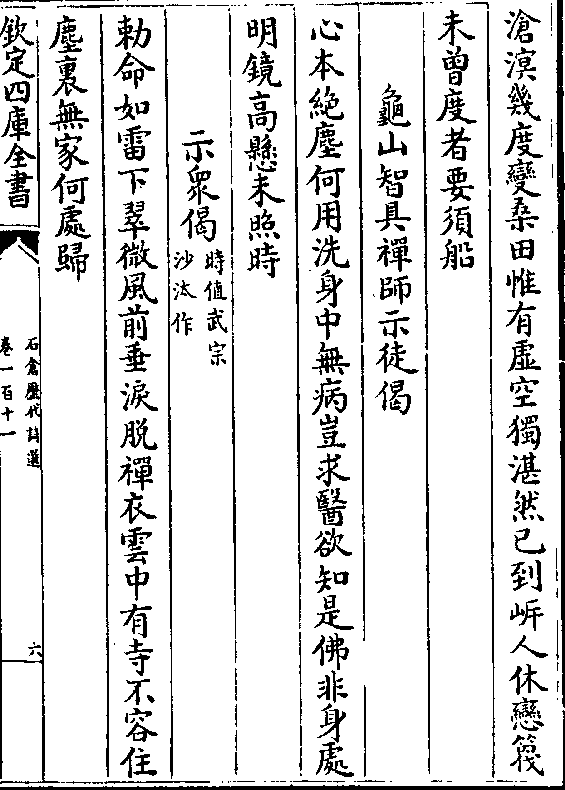 滄溟幾度變桑田惟有虛空獨湛然已到㟁人休戀筏
未曾度者要須船
龜山智具禪師示徒偈
心本絶塵何用洗身中無病豈求醫欲知是佛非身處
明鏡高懸未照時
示衆偈
時值武宗
沙汰作
勅命如雷下翠微風前垂淚脱禪衣雲中有寺不容住
塵裏無家何處歸
欽定四庫全書
石倉歷代詩選
卷一百十一
六